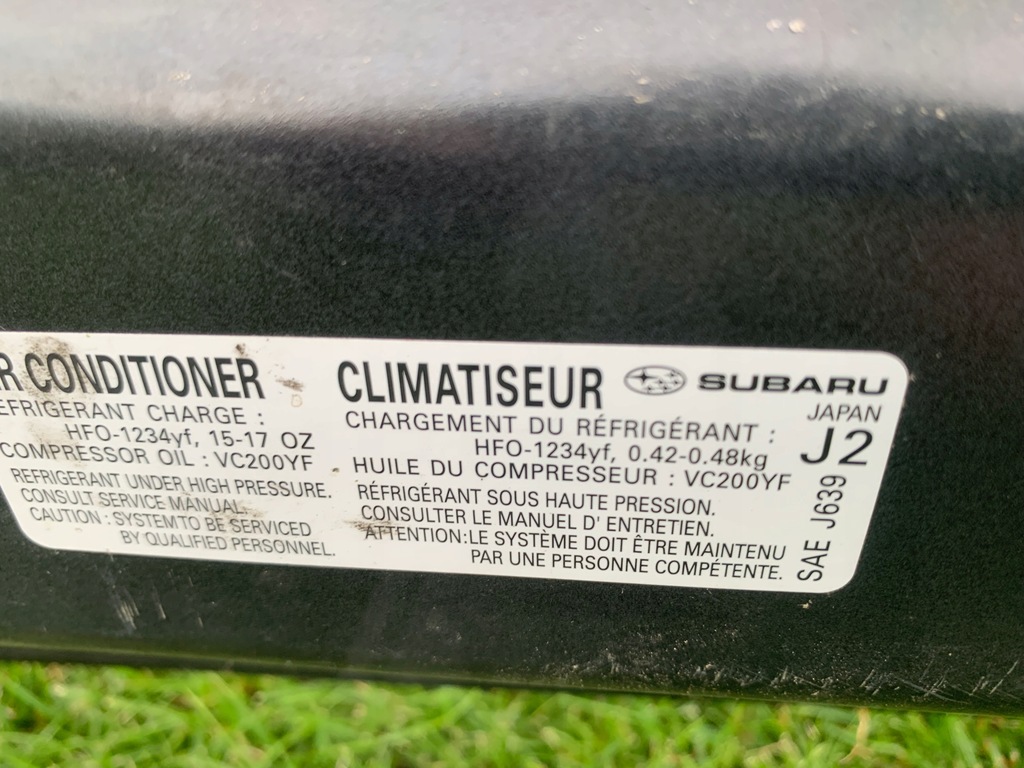 R CONDITIONER
EFRIGERANT CHARGE :
HFO-1234yf, 15-17 OZ
COMPRESSOR OIL : VC200YF
REFRIGERANT UNDER HIGH PRESSURE.
CONSULT SERVICE MANUAL.
CAUTION : SYSTEM TO BE SERVICED
BY QUALIFIED PERSONNEL.
CLIMATISEUR
CHARGEMENT DU RÉFRIGÉRANT :
HFO-1234yf, 0.42-0.48kg
HUILE DU COMPRESSEUR : VC200YF
RÉFRIGÉRANT SOUS HAUTE PRESSION.
CONSULTER LE MANUEL D' ENTRETIEN.
ATTENTION:LE SYSTÈME DOIT ÊTRE MAINTENU
PAR UNE PERSONNE COMPÉTENTE.
SUBARU
JAPAN
J2
SAE J639